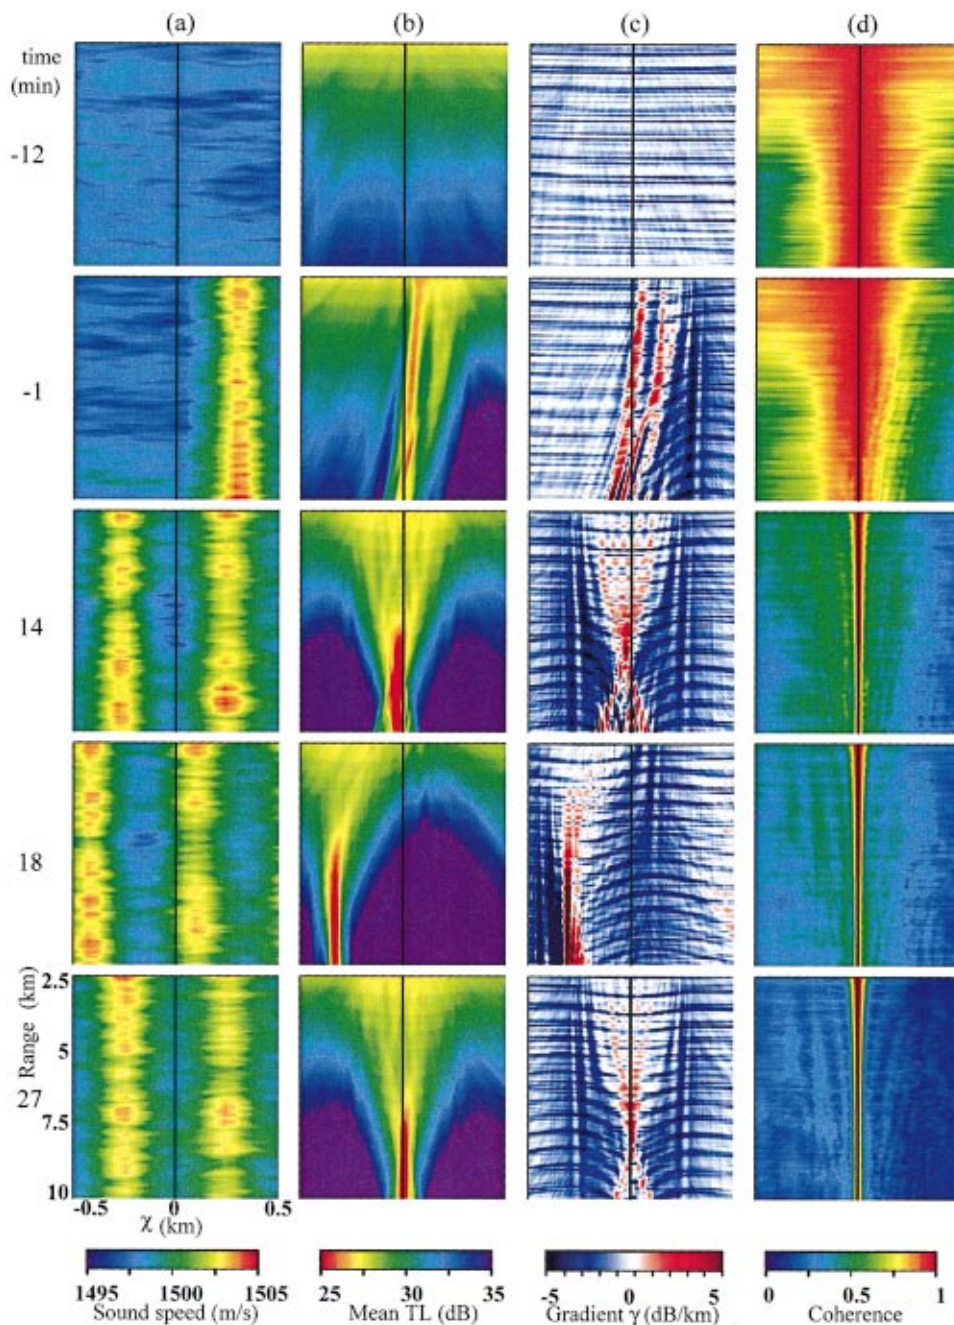 (a) (b) (c) (d)
time
(min)
-12
-1
14
18
27
Range (km)
2.5
5
7.5
10
-0.5 0 0.5
χ (km)
1495 1500 1505
Sound speed (m/s)
25 30 35
Mean TL (dB)
-5 0 5
Gradient γ (dB/km)
0 0.5 1
Coherence